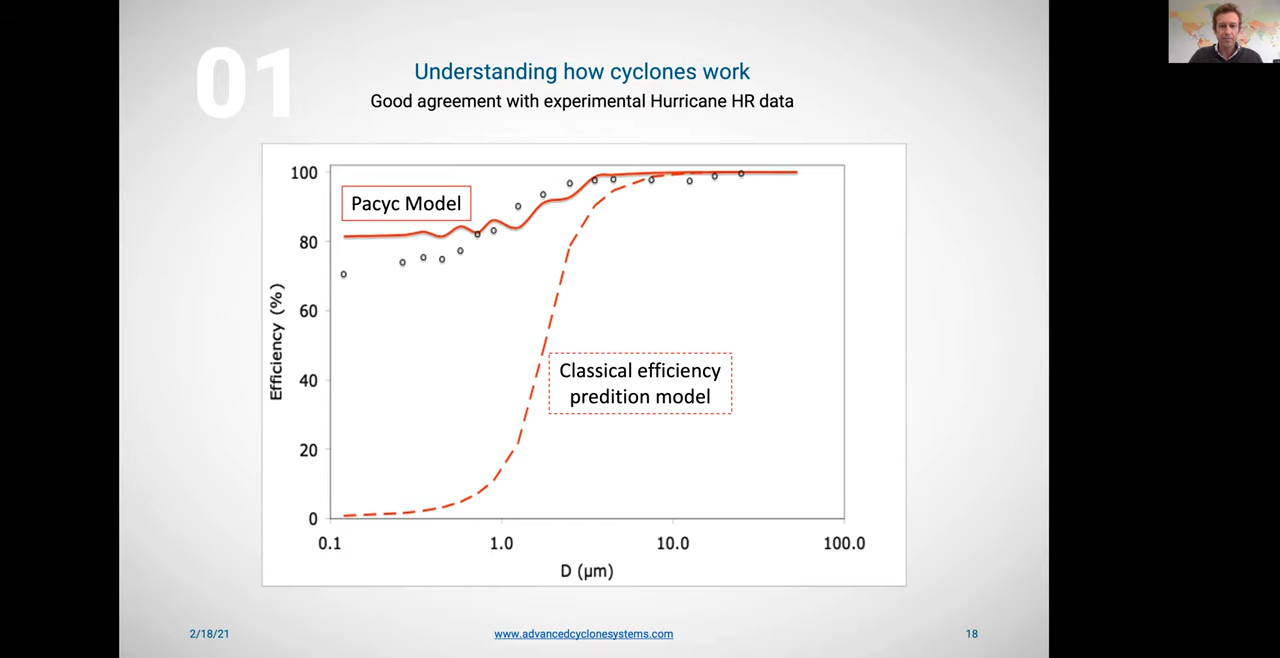 01
Understanding how cyclones work
Good agreement with experimental Hurricane HR data
100
80
60
40
20
0
Efficiency (%)
Pacyc Model
Classical efficiency
predition model
0.1
1.0
10.0
100.0
D (µm)
2/18/21
www.advancedcyclonesystems.com
18